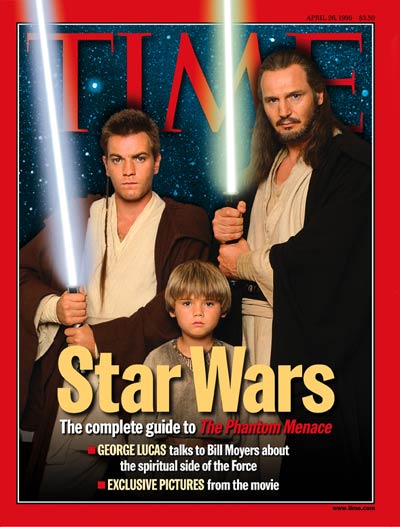 APRIL 26, 1999 $3.50
TIME
Star Wars
The complete guide to The Phantom Menace
■ GEORGE LUCAS talks to Bill Moyers about
the spiritual side of the Force
■ EXCLUSIVE PICTURES from the movie
www.time.com